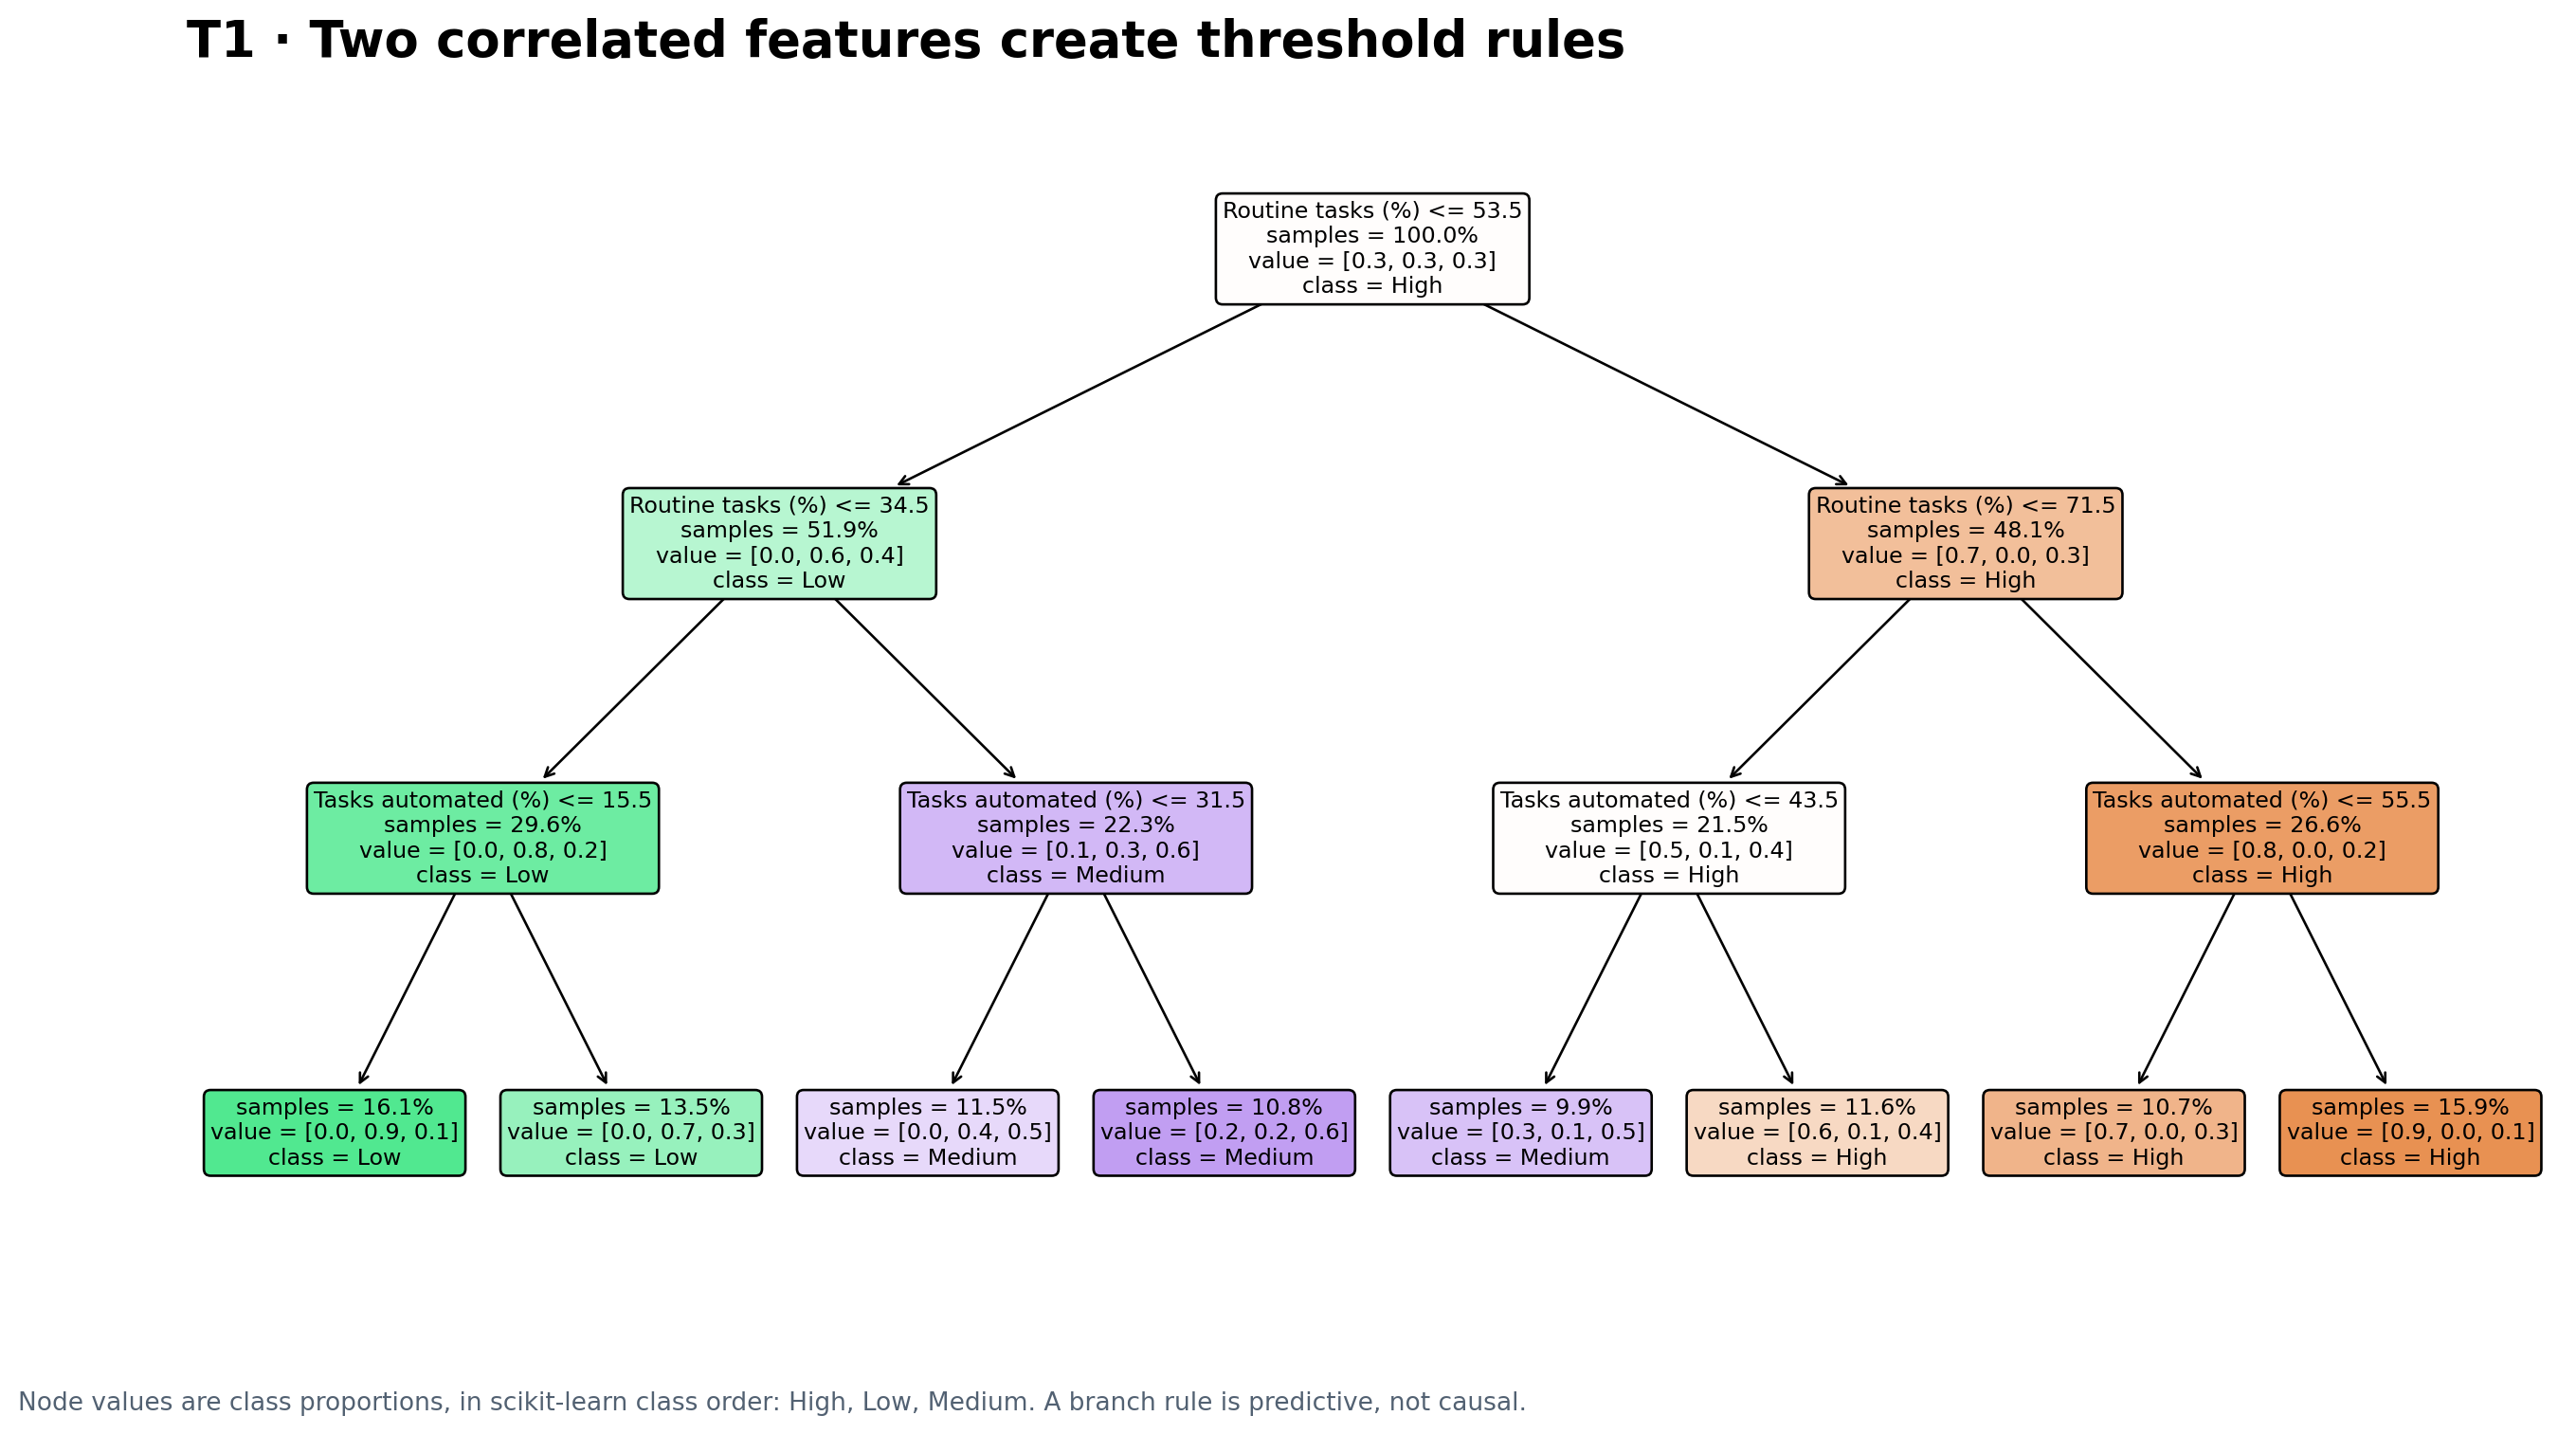 T1 · Two correlated features create threshold rules
Routine tasks (%) <= 53.5
samples = 100.0%
value = [0.3, 0.3, 0.3]
class = High
Routine tasks (%) <= 34.5
samples = 51.9%
value = [0.0, 0.6, 0.4]
class = Low
Routine tasks (%) <= 71.5
samples = 48.1%
value = [0.7, 0.0, 0.3]
class = High
Tasks automated (%) <= 15.5
samples = 29.6%
value = [0.0, 0.8, 0.2]
class = Low
Tasks automated (%) <= 31.5
samples = 22.3%
value = [0.1, 0.3, 0.6]
class = Medium
Tasks automated (%) <= 43.5
samples = 21.5%
value = [0.5, 0.1, 0.4]
class = High
Tasks automated (%) <= 55.5
samples = 26.6%
value = [0.8, 0.0, 0.2]
class = High
samples = 16.1%
value = [0.0, 0.9, 0.1]
class = Low
samples = 13.5%
value = [0.0, 0.7, 0.3]
class = Low
samples = 11.5%
value = [0.0, 0.4, 0.5]
class = Medium
samples = 10.8%
value = [0.2, 0.2, 0.6]
class = Medium
samples = 9.9%
value = [0.3, 0.1, 0.5]
class = Medium
samples = 11.6%
value = [0.6, 0.1, 0.4]
class = High
samples = 10.7%
value = [0.7, 0.0, 0.3]
class = High
samples = 15.9%
value = [0.9, 0.0, 0.1]
class = High
Node values are class proportions, in scikit-learn class order: High, Low, Medium. A branch rule is predictive, not causal.